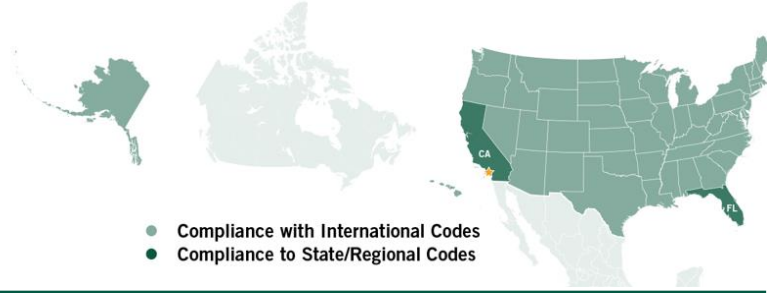 CA
FL
Compliance with International Codes
Compliance to State/Regional Codes